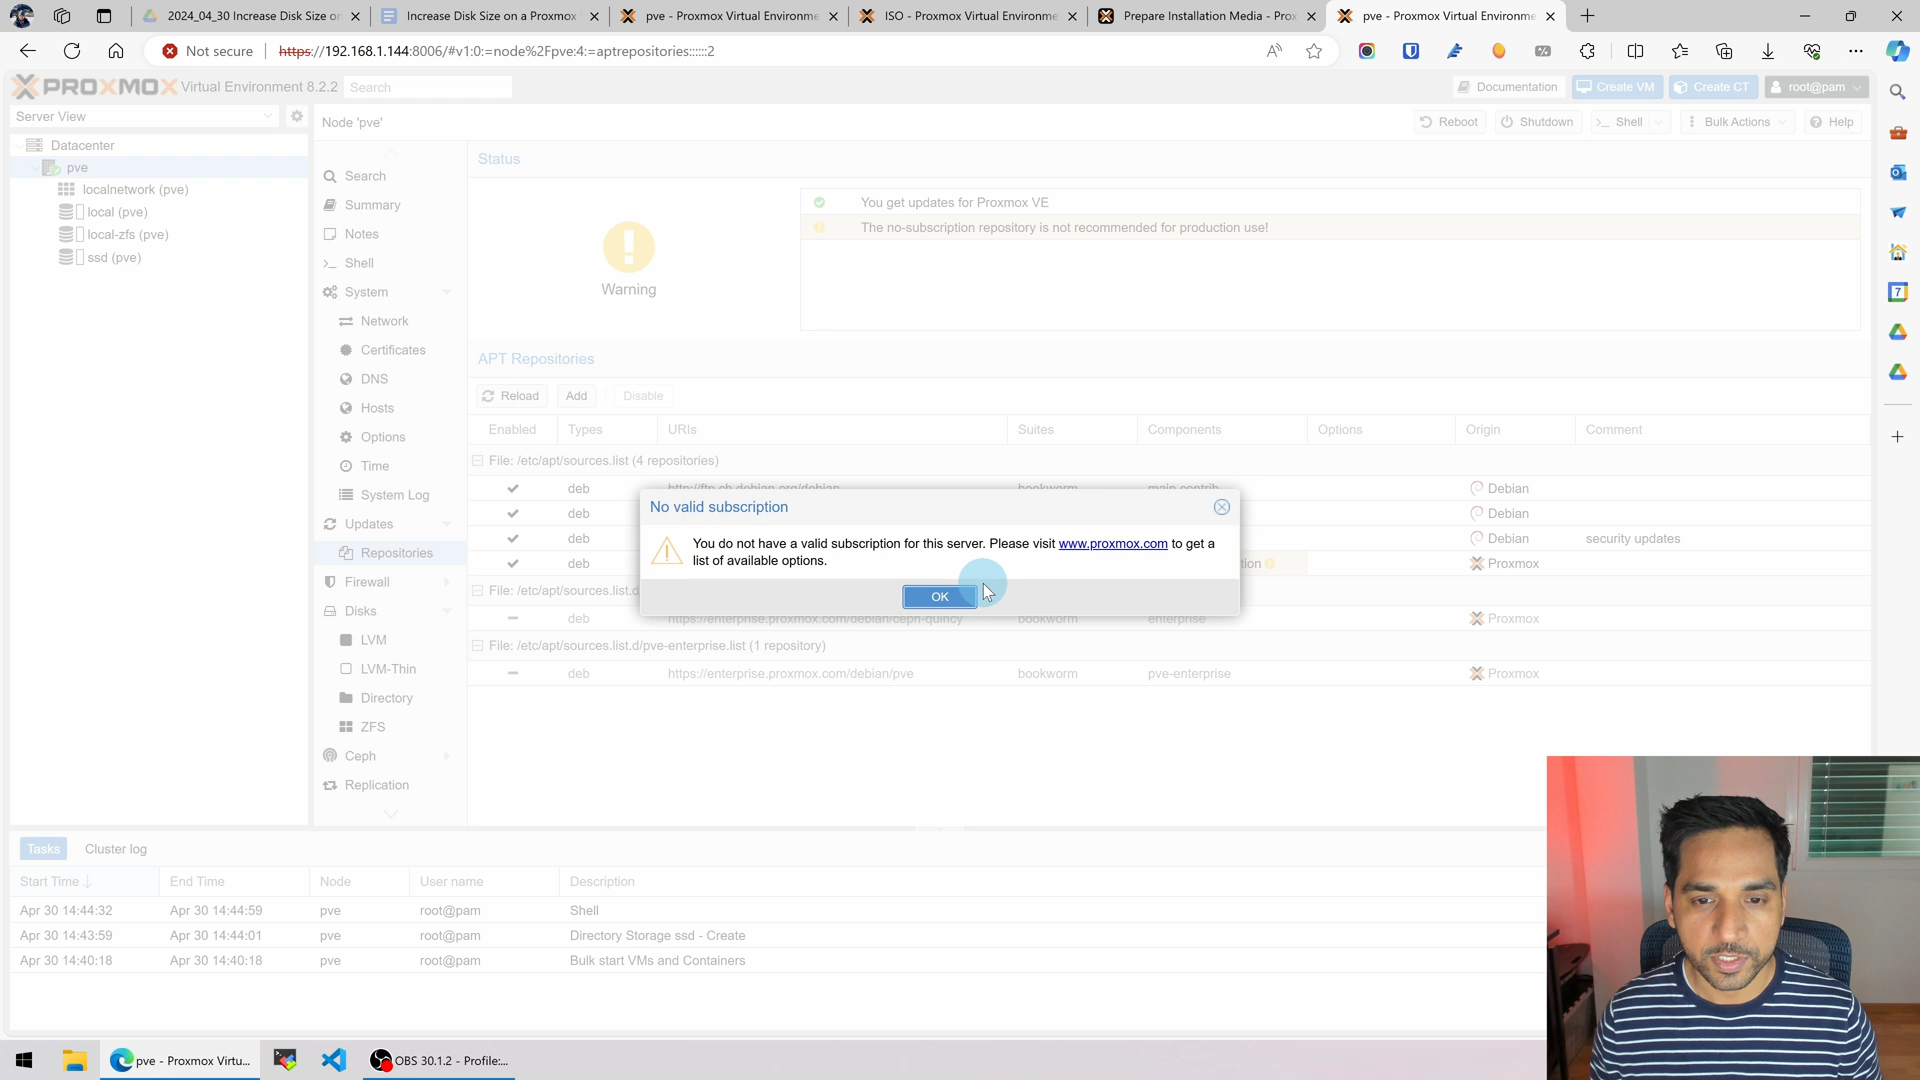 2024_04_30 Increase Disk Size or
Increase Disk Size on a Proxmox
pve - Proxmox Virtual Environme
ISO - Proxmox Virtual Environme
Prepare Installation Media - Prox
pve - Proxmox Virtual Environme
Not secure
https://192.168.1.144:8006/#v1:0:=node%2Fpve:4:=aptrepositories::::::2
PROXMOX Virtual Environment 8.2.2
Search
Documentation
Create VM
Create CT
root@pam
Server View
Node 'pve'
Reboot
Shutdown
Shell
Bulk Actions
Help
Datacenter
pve
localnetwork (pve)
local (pve)
local-zfs (pve)
ssd (pve)
Search
Summary
Notes
Shell
System
Network
Certificates
DNS
Hosts
Options
Time
System Log
Updates
Repositories
Firewall
Disks
LVM
LVM-Thin
Directory
ZFS
Ceph
Replication
Status
Warning
You get updates for Proxmox VE
The no-subscription repository is not recommended for production use!
APT Repositories
Reload
Add
Disable
Enabled Types URIs Suites Components Options Origin Comment
File: /etc/apt/sources.list (4 repositories)
deb http://ftp.ch.debian.org/debian bookworm main contrib Debian
deb Debian
deb Debian security updates
deb tion Proxmox
File: /etc/apt/sources.list.d
deb https://enterprise.proxmox.com/debian/ceph-quincy bookworm enterprise Proxmox
File: /etc/apt/sources.list.d/pve-enterprise.list (1 repository)
deb https://enterprise.proxmox.com/debian/pve bookworm pve-enterprise Proxmox
No valid subscription
You do not have a valid subscription for this server. Please visit www.proxmox.com to get a
list of available options.
OK
Tasks
Cluster log
Start Time End Time Node User name Description
Apr 30 14:44:32 Apr 30 14:44:59 pve root@pam Shell
Apr 30 14:43:59 Apr 30 14:44:01 pve root@pam Directory Storage ssd - Create
Apr 30 14:40:18 Apr 30 14:40:18 pve root@pam Bulk start VMs and Containers
pve - Proxmox Virtu...
OBS 30.1.2 - Profile:...
7